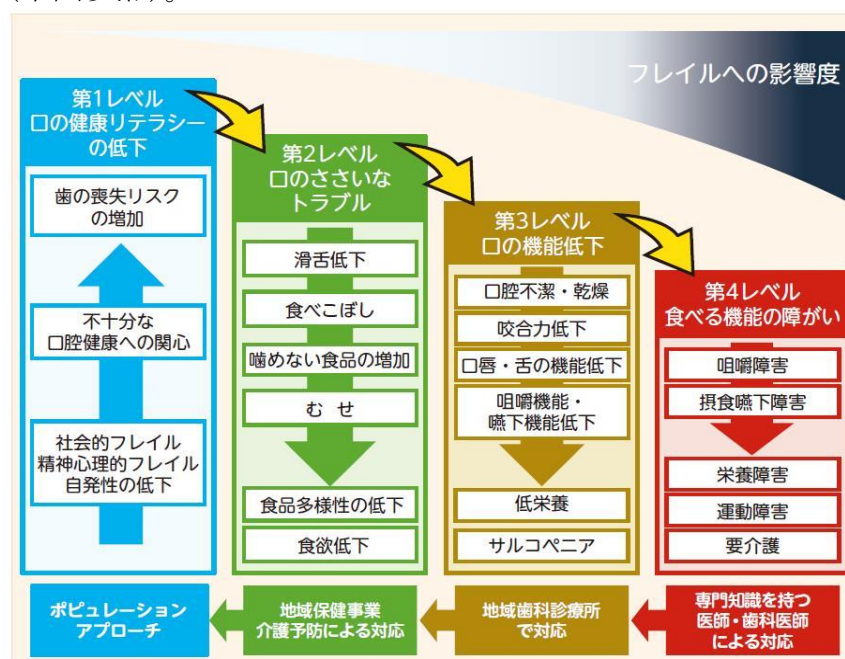 フレイルへの影響度
第1レベル
口の健康リテラシー
の低下
歯の喪失リスク
の増加
不十分な
口腔健康への関心
社会的フレイル
精神心理的フレイル
自発性の低下
ポピュレーション
アプローチ
第2レベル
口のささいな
トラブル
滑舌低下
食べこぼし
噛めない食品の増加
むせ
食品多様性の低下
食欲低下
地域保健事業
介護予防による対応
第3レベル
口の機能低下
口腔不潔・乾燥
咬合力低下
口唇・舌の機能低下
咀嚼機能・
嚥下機能低下
低栄養
サルコペニア
地域歯科診療所
で対応
第4レベル
食べる機能の障がい
咀嚼障害
摂食嚥下障害
栄養障害
運動障害
要介護
専門知識を持つ
医師・歯科医師
による対応